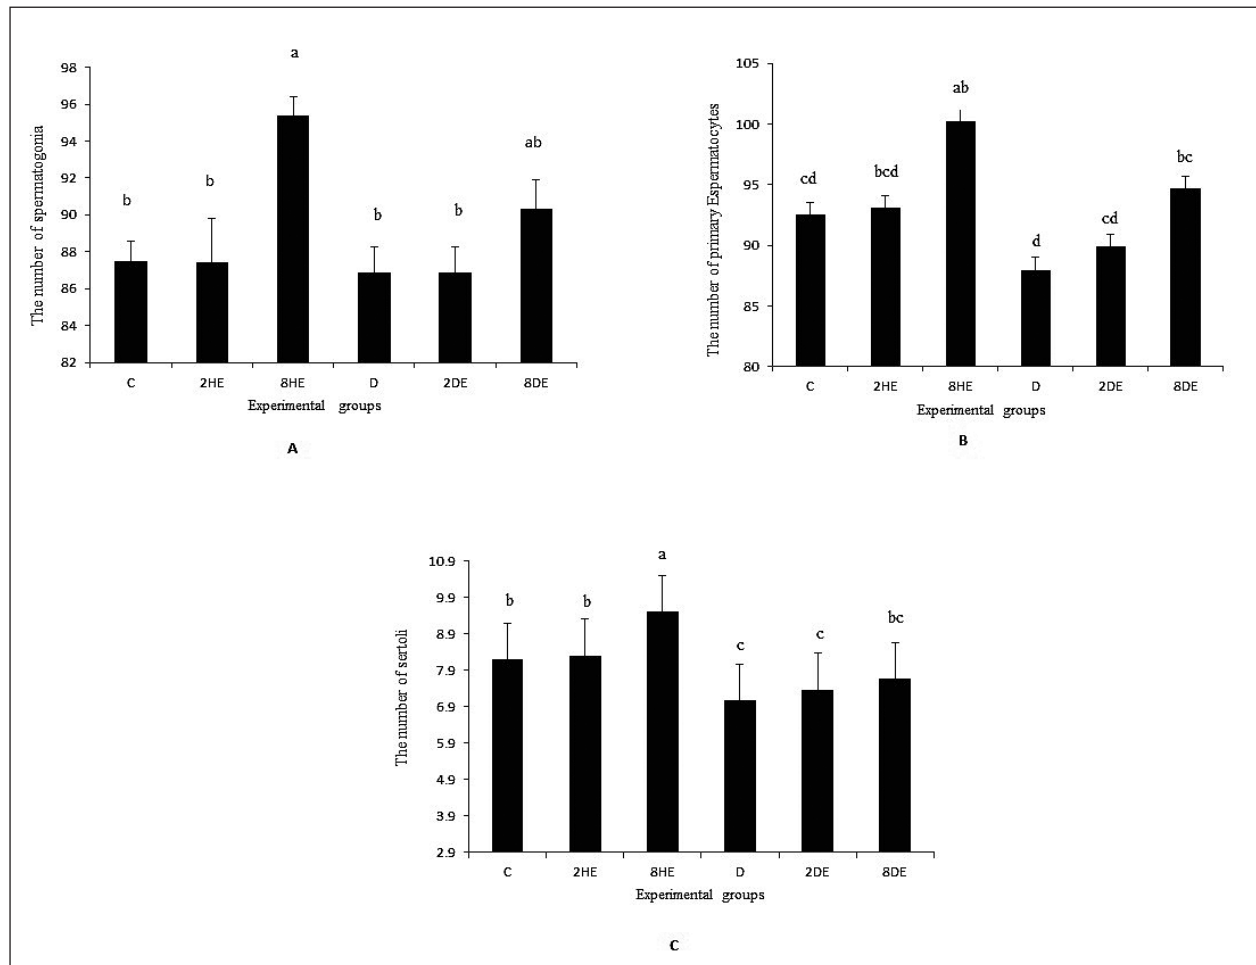 The number of spermatogonia
98
96
94
92
90
88
86
84
82
b
b
a
b
b
ab
C 2HE 8HE D 2DE 8DE
Experimental groups
A
The number of primary Espermatocytes
105
100
95
90
85
80
cd
bcd
ab
d
cd
bc
C 2HE 8HE D 2DE 8DE
Experimental groups
B
The number of sertoli
10.9
9.9
8.9
7.9
6.9
5.9
4.9
3.9
2.9
b
b
a
c
c
bc
C 2HE 8HE D 2DE 8DE
Experimental groups
C